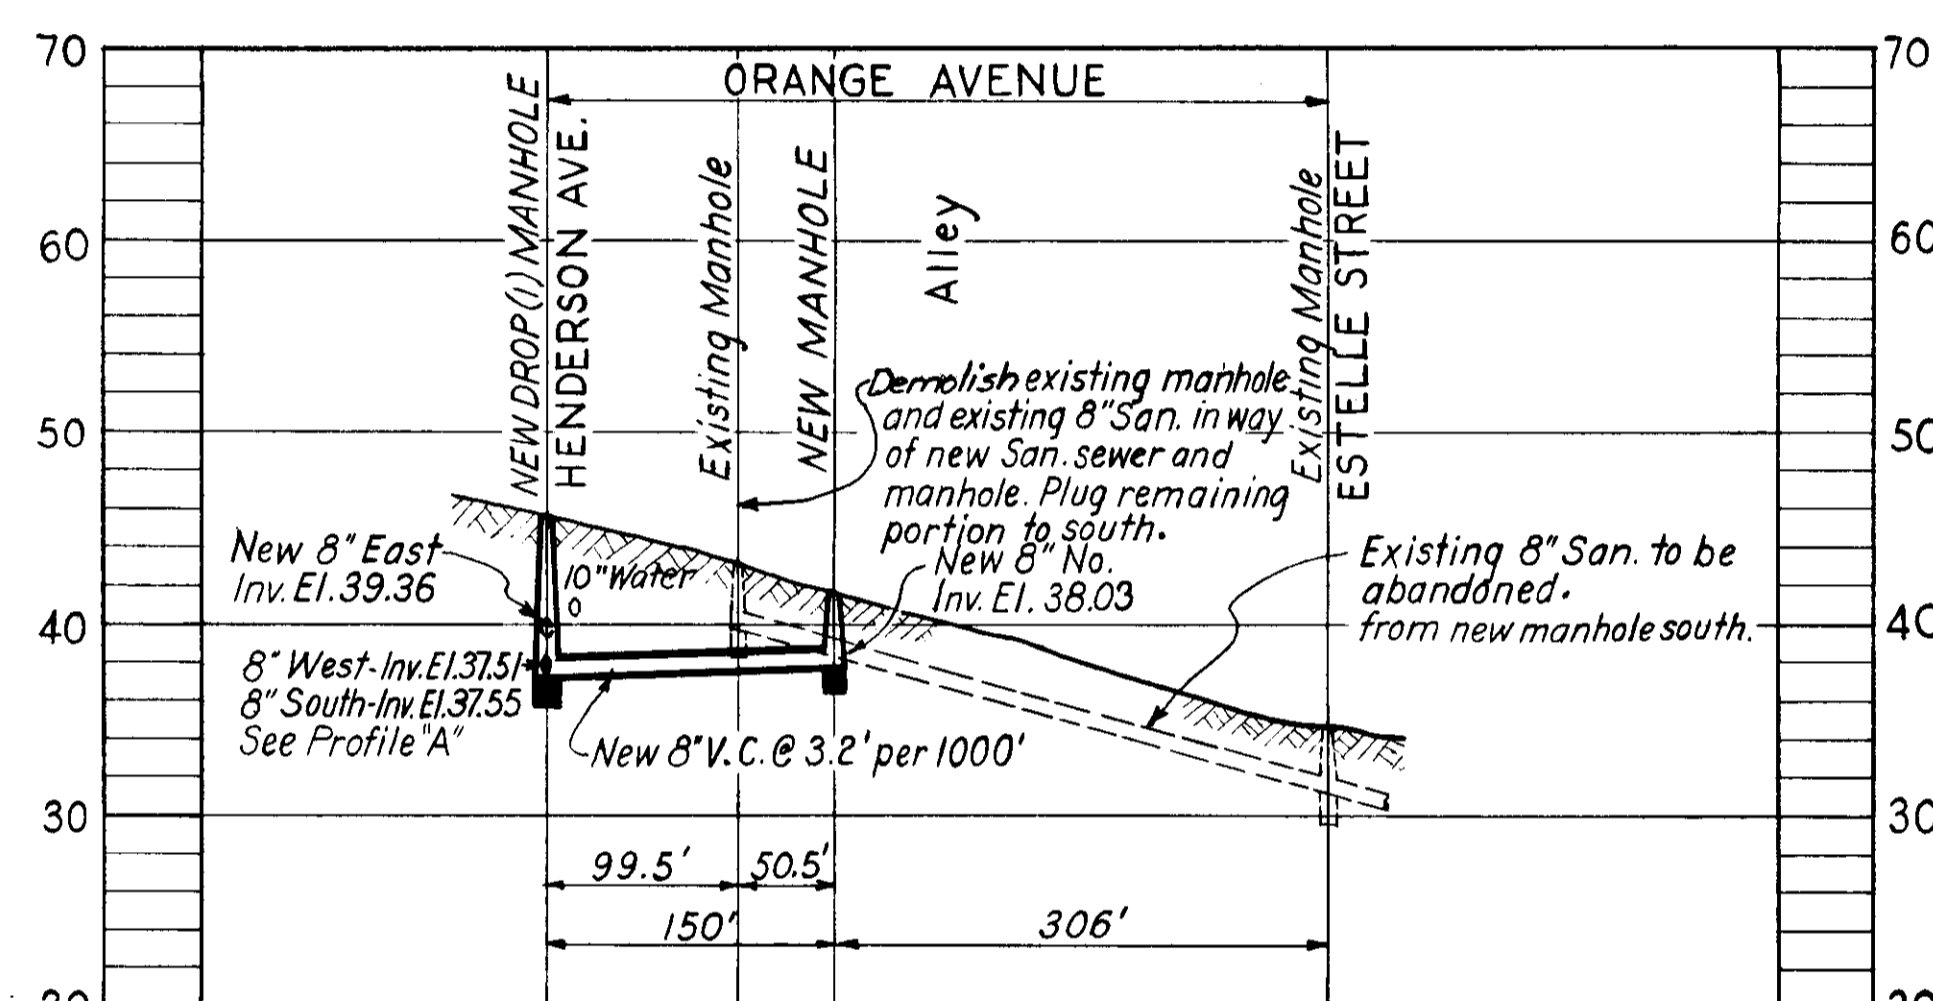 70
70
ORANGE AVENUE
NEW DROP(1) MANHOLE
HENDERSON AVE.
Existing Manhole
NEW MANHOLE
Alley
Existing Manhole
ESTELLE STREET
60
60
50
50
Demolish existing manhole
and existing 8" San. in way
of new San. sewer and
manhole. Plug remaining
portion to south.
New 8" East
Inv. El. 39.36
10" Water
New 8" No.
Inv. El. 38.03
Existing 8" San. to be
abandoned.
from new manhole south.
40
40
8" West-Inv. El. 37.51
8" South-Inv. El. 37.55
See Profile "A"
New 8" V.C. @ 3.2' per 1000'
30
30
99.5'
50.5'
150'
306'